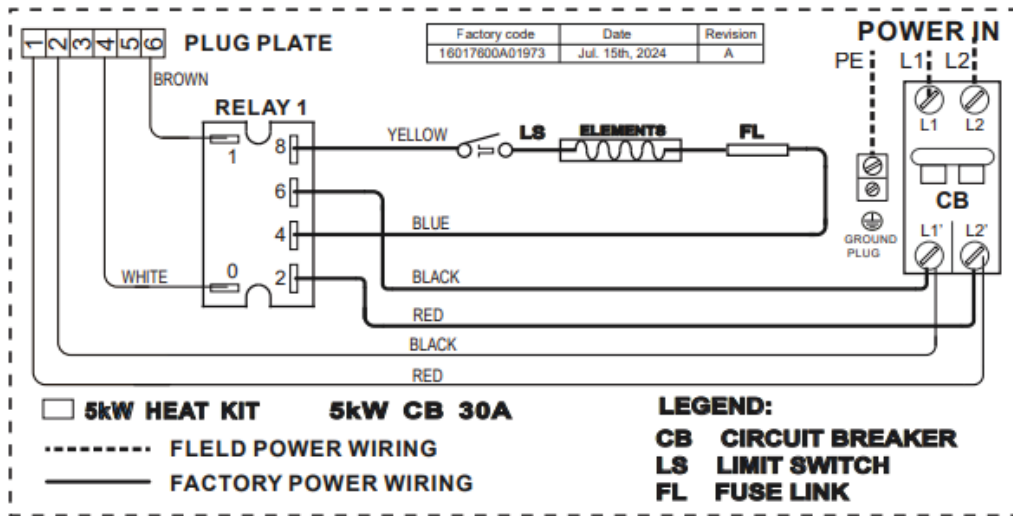 1 2 3 4 5 6 PLUG PLATE
Factory code Date Revision
16017600A01973 Jul. 15th, 2024 A
POWER IN
PE L1 L2
BROWN
RELAY 1
L1 L2
1 8 YELLOW LS ELEMENTS FL
6
CB
4 BLUE
L1' L2'
GROUND
PLUG
WHITE 0 2 BLACK
RED
BLACK
RED
5kW HEAT KIT 5kW CB 30A
FLELD POWER WIRING
FACTORY POWER WIRING
LEGEND:
CB CIRCUIT BREAKER
LS LIMIT SWITCH
FL FUSE LINK